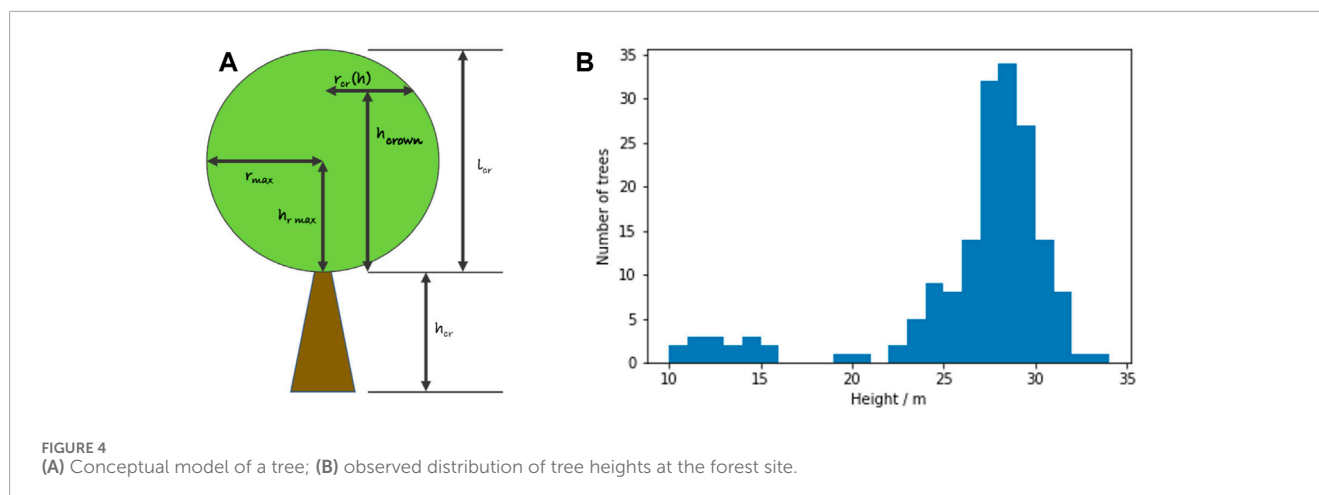 A
r_cr(h)
h_crown
l_cr
r_max
h_r max
h_cr
B
35
30
25
20
15
10
5
0
Number of trees
10 15 20 25 30 35
Height / m
FIGURE 4
(A) Conceptual model of a tree; (B) observed distribution of tree heights at the forest site.